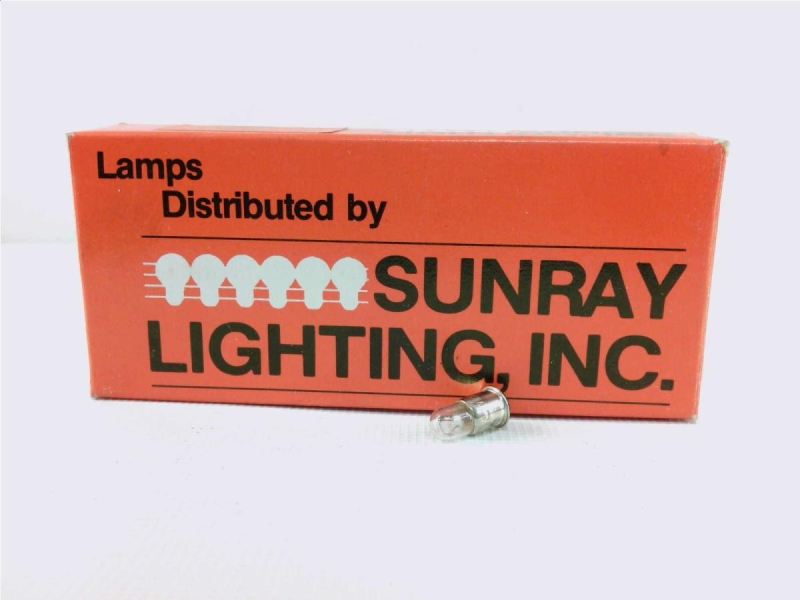 Lamps
Distributed by
SUNRAY
LIGHTING, INC.